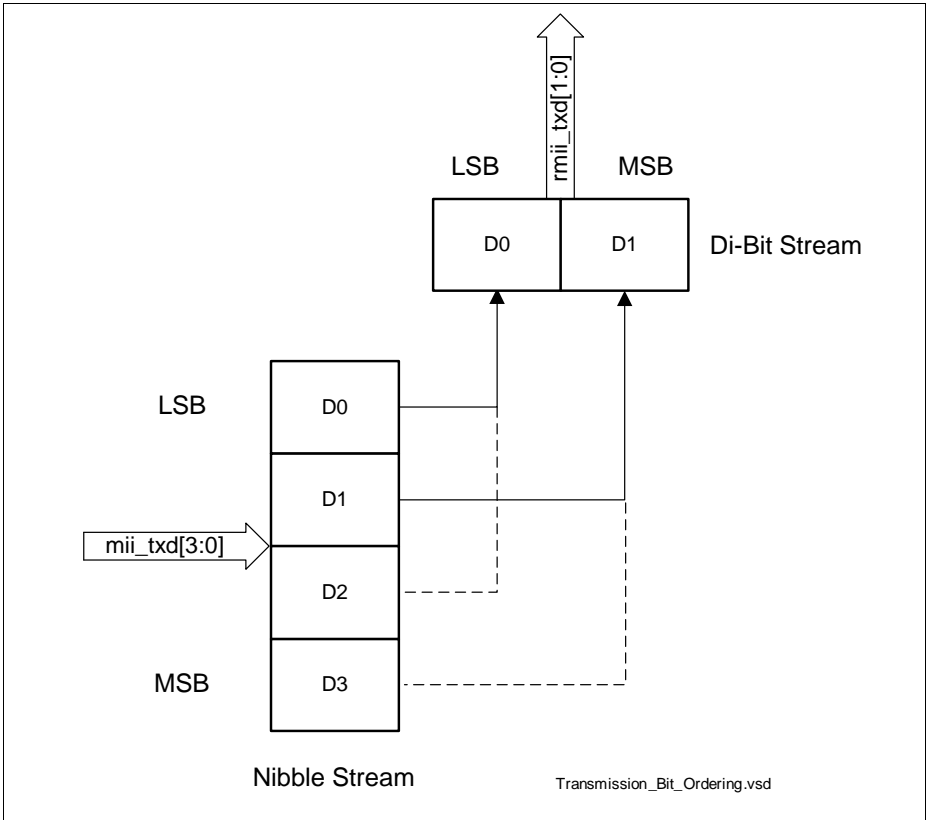 rmii_txd[1:0]
LSB
MSB
D0
D1
Di-Bit Stream
LSB
D0
D1
mii_txd[3:0]
D2
MSB
D3
Nibble Stream
Transmission_Bit_Ordering.vsd